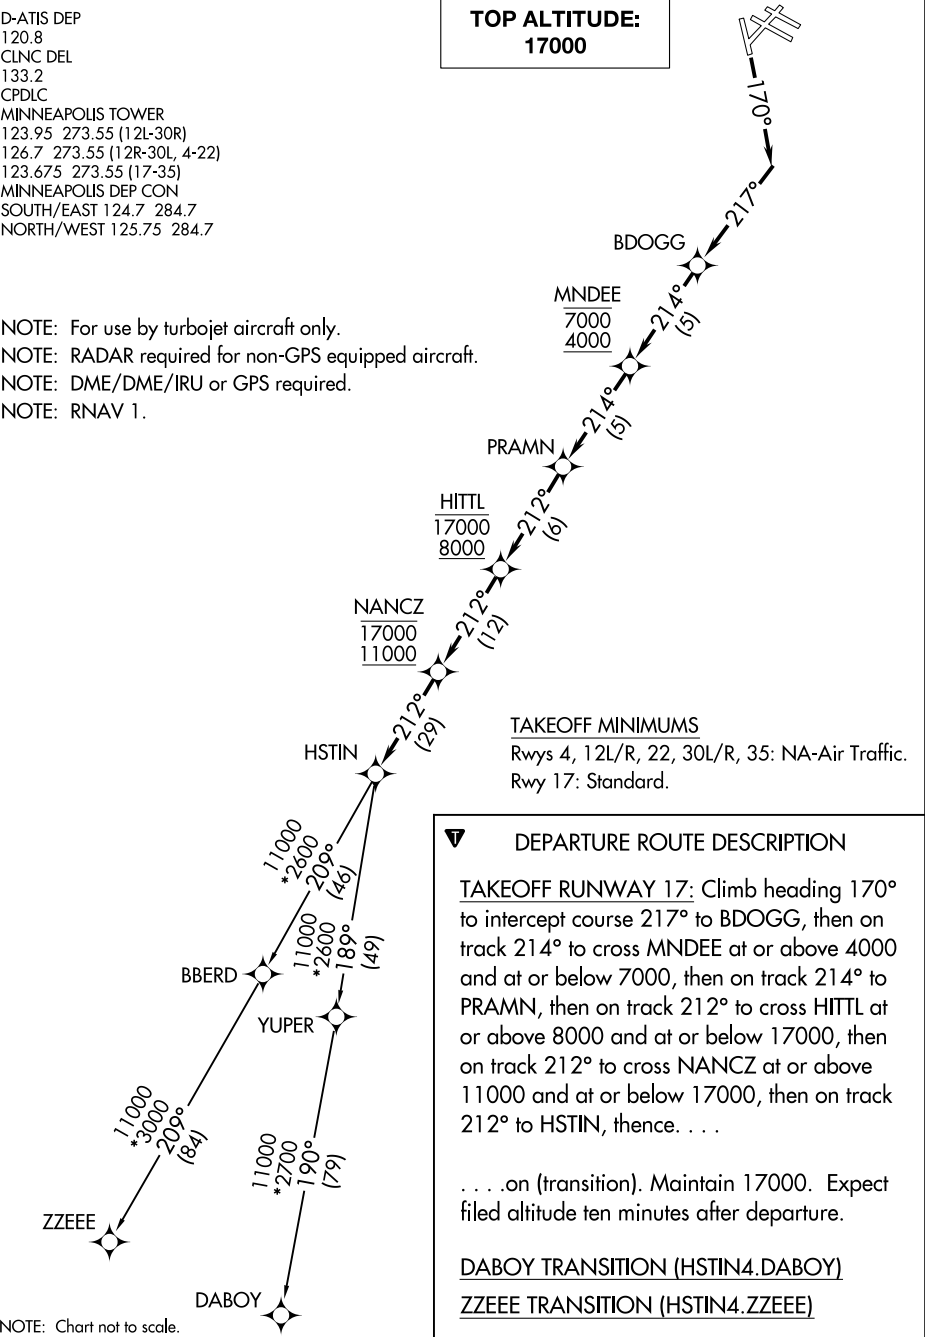 D-ATIS DEP
120.8
CLNC DEL
133.2
CPDLC
MINNEAPOLIS TOWER
123.95 273.55 (12L-30R)
126.7 273.55 (12R-30L, 4-22)
123.675 273.55 (17-35)
MINNEAPOLIS DEP CON
SOUTH/EAST 124.7 284.7
NORTH/WEST 125.75 284.7
TOP ALTITUDE:
17000
170°
217°
NOTE: For use by turbojet aircraft only.
NOTE: RADAR required for non-GPS equipped aircraft.
NOTE: DME/DME/IRU or GPS required.
NOTE: RNAV 1.
BDOGG
214°
(5)
MNDEE
7000
4000
214°
(5)
PRAMN
212°
(6)
HITTL
17000
8000
212°
(12)
NANCZ
17000
11000
212°
(29)
HSTIN
TAKEOFF MINIMUMS
Rwys 4, 12L/R, 22, 30L/R, 35: NA-Air Traffic.
Rwy 17: Standard.
11000
*2600
209°
(46)
11000
*2600
189°
(49)
BBERD
YUPER
11000
*3000
209°
(84)
11000
*2700
190°
(79)
ZZEEE
DABOY
NOTE: Chart not to scale.
T
DEPARTURE ROUTE DESCRIPTION
TAKEOFF RUNWAY 17: Climb heading 170°
to intercept course 217° to BDOGG, then on
track 214° to cross MNDEE at or above 4000
and at or below 7000, then on track 214° to
PRAMN, then on track 212° to cross HITTL at
or above 8000 and at or below 17000, then
on track 212° to cross NANCZ at or above
11000 and at or below 17000, then on track
212° to HSTIN, thence. . . .
. . . .on (transition). Maintain 17000. Expect
filed altitude ten minutes after departure.
DABOY TRANSITION (HSTIN4.DABOY)
ZZEEE TRANSITION (HSTIN4.ZZEEE)